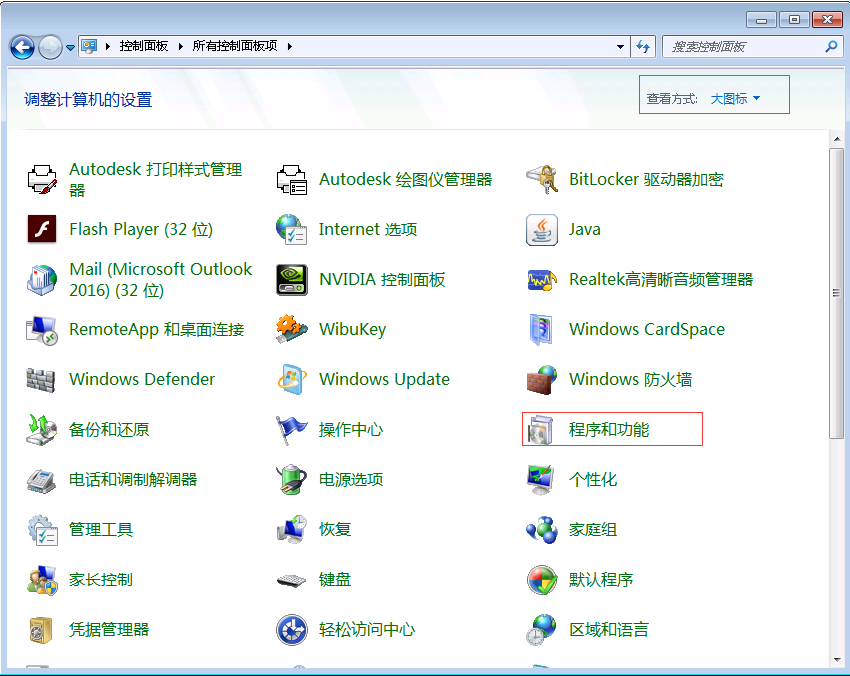 控制面板 所有控制面板项
搜索控制面板
调整计算机的设置
查看方式: 大图标
Autodesk 打印样式管理
器
Autodesk 绘图仪管理器
BitLocker 驱动器加密
Flash Player (32 位)
Internet 选项
Java
Mail (Microsoft Outlook
2016) (32 位)
NVIDIA 控制面板
Realtek高清晰音频管理器
RemoteApp 和桌面连接
WibuKey
Windows CardSpace
Windows Defender
Windows Update
Windows 防火墙
备份和还原
操作中心
程序和功能
电话和调制解调器
电源选项
个性化
管理工具
恢复
家庭组
家长控制
键盘
默认程序
凭据管理器
轻松访问中心
区域和语言